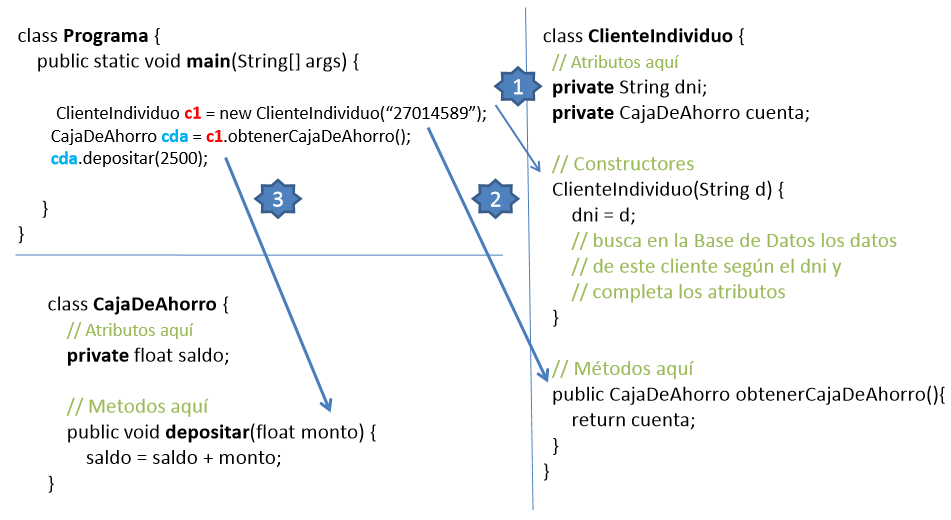 class Programa {
public static void main(String[] args) {
ClienteIndividuo c1 = new ClienteIndividuo(“27014589”);
CajaDeAhorro cda = c1.obtenerCajaDeAhorro();
cda.depositar(2500);
}
}
1
2
3
class CajaDeAhorro {
// Atributos aquí
private float saldo;
// Metodos aquí
public void depositar(float monto) {
saldo = saldo + monto;
}
class ClienteIndividuo {
// Atributos aquí
private String dni;
private CajaDeAhorro cuenta;
// Constructores
ClienteIndividuo(String d) {
dni = d;
// busca en la Base de Datos los datos
// de este cliente según el dni y
// completa los atributos
}
// Métodos aquí
public CajaDeAhorro obtenerCajaDeAhorro(){
return cuenta;
}
}